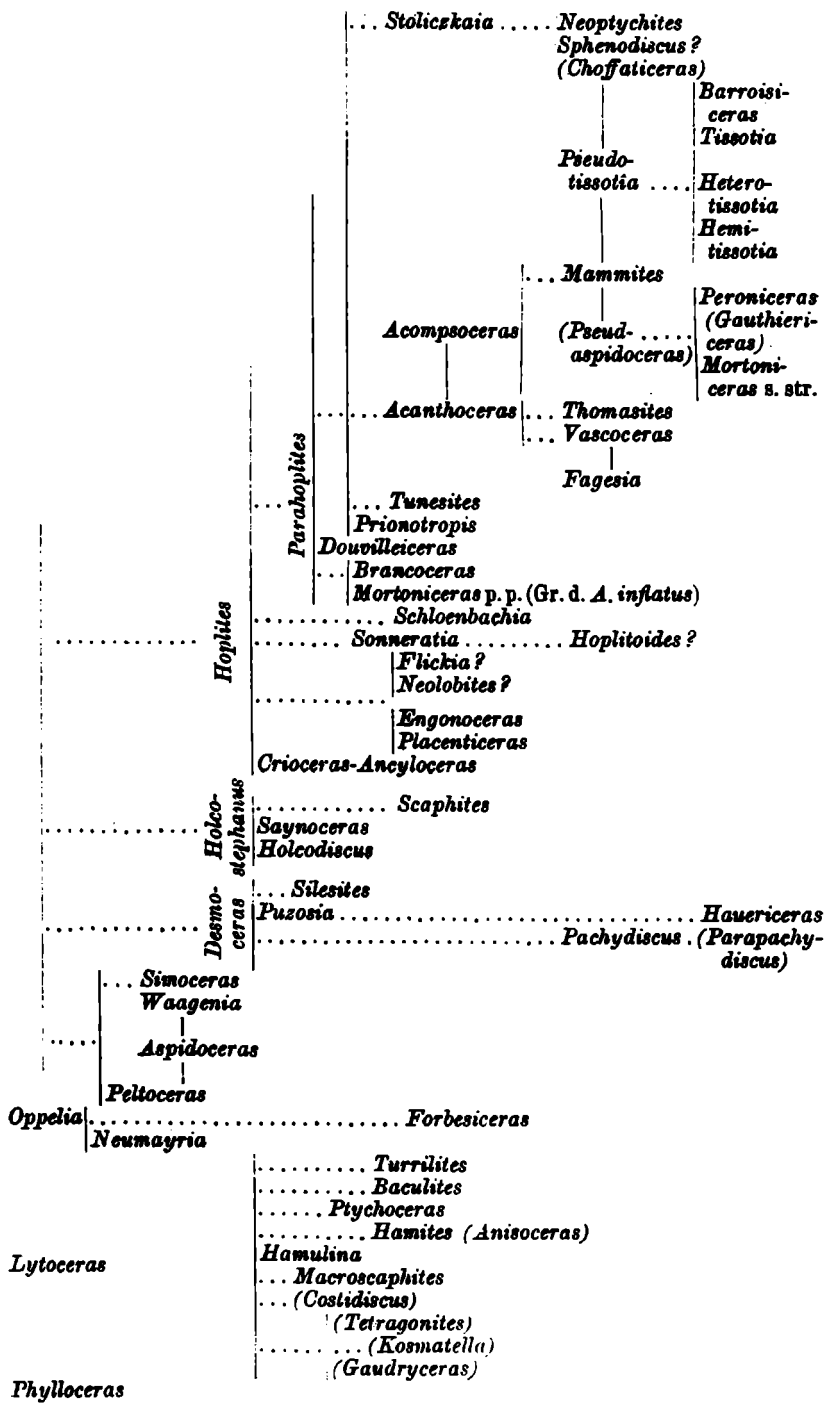 ... Stoliczkaia ..... Neoptychites
Sphenodiscus ?
(Choffaticeras)
Barroisi-
ceras
Tissotia
Pseudo-
tissotia ....
Hetero-
tissotia
Hemi-
tissotia
... Mammites
Peroniceras
(Gauthieri-
ceras)
Mortoni-
ceras s. str.
Acompsoceras
(Pseud- .....
aspidoceras)
...... Acanthoceras ... Thomasites
... Vascoceras
Fagesia
Parahoplites
..... ... Tunesites
Prionotropis
Douvilleiceras
... Brancoceras
Mortoniceras p. p. (Gr. d. A. inflatus)
Hoplites
............ Schloenbachia
........ Sonneratia ......... Hoplitoides ?
Flickia ?
Neolobites ?
............
Engonoceras
Placenticeras
Crioceras-Ancyloceras
Holco-
stephanus
............ Scaphites
Saynoceras
Holcodiscus
Desmo-
ceras
... Silesites
Puzosia .................................. Hauericeras
............................ Pachydiscus . (Parapachy-
discus)
... Simoceras
Waagenia
Aspidoceras
Peltoceras
Oppelia ............................ Forbesiceras
Neumayria
.......... Turrilites
.......... Baculites
...... Ptychoceras
.......... Hamites (Anisoceras)
Hamulina
Lytoceras
... Macroscaphites
... (Costidiscus)
(Tetragonites)
......... (Kosmatella)
(Gaudryceras)
Phylloceras